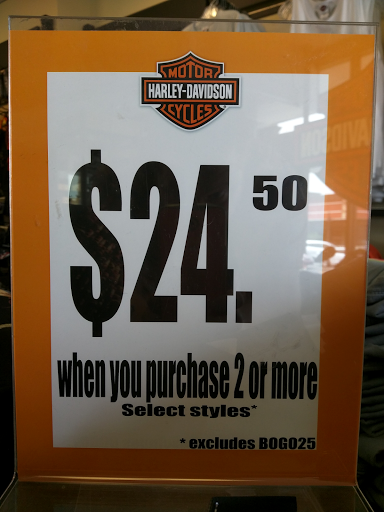 MOTOR
HARLEY-DAVIDSON
CYCLES
$24.50
when you purchase 2 or more
Select styles*
* excludes BOGO25